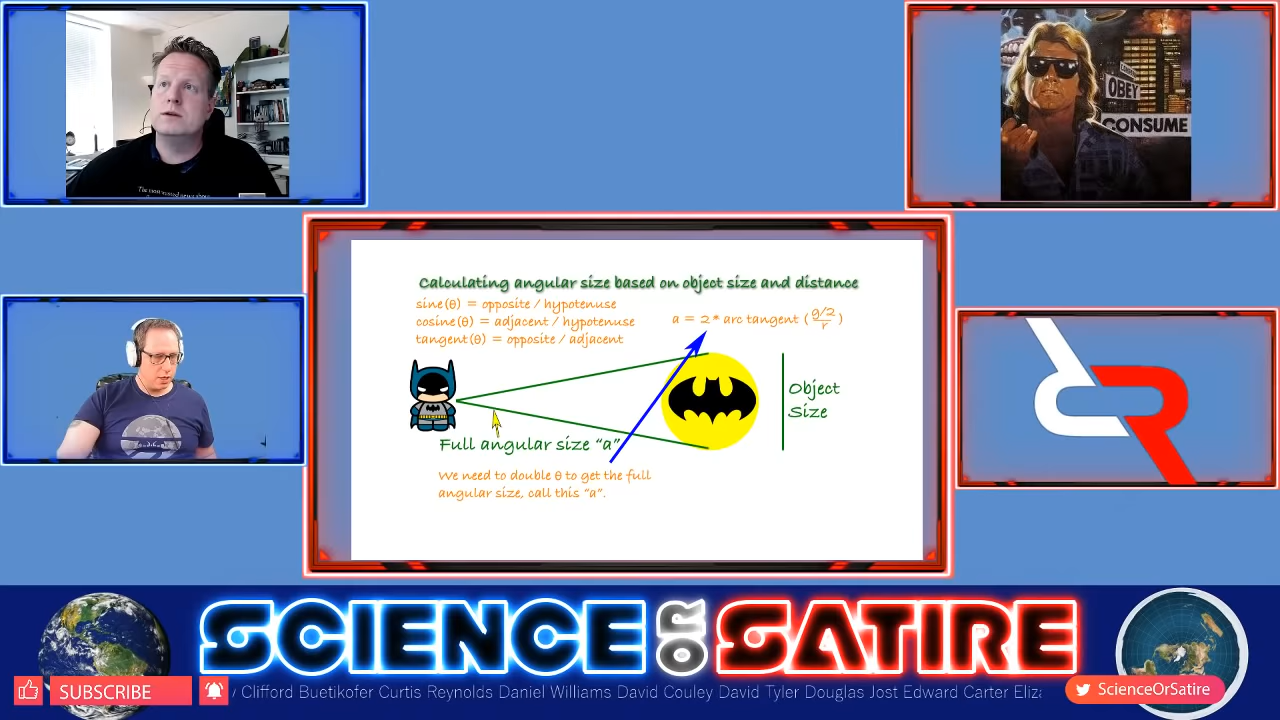 OBEY
CONSUME
Calculating angular size based on object size and distance
sine(θ) = opposite / hypotenuse
cosine(θ) = adjacent / hypotenuse
tangent(θ) = opposite / adjacent
a = 2 * arc tangent ( g/2 / r )
Object
Size
Full angular size “a”
We need to double θ to get the full
angular size, call this “a”.
SCIENCE OR SATIRE
SUBSCRIBE
Clifford Buetikofer Curtis Reynolds Daniel Williams David Couley David Tyler Douglas Jost Edward Carter Eliz
ScienceOrSatire